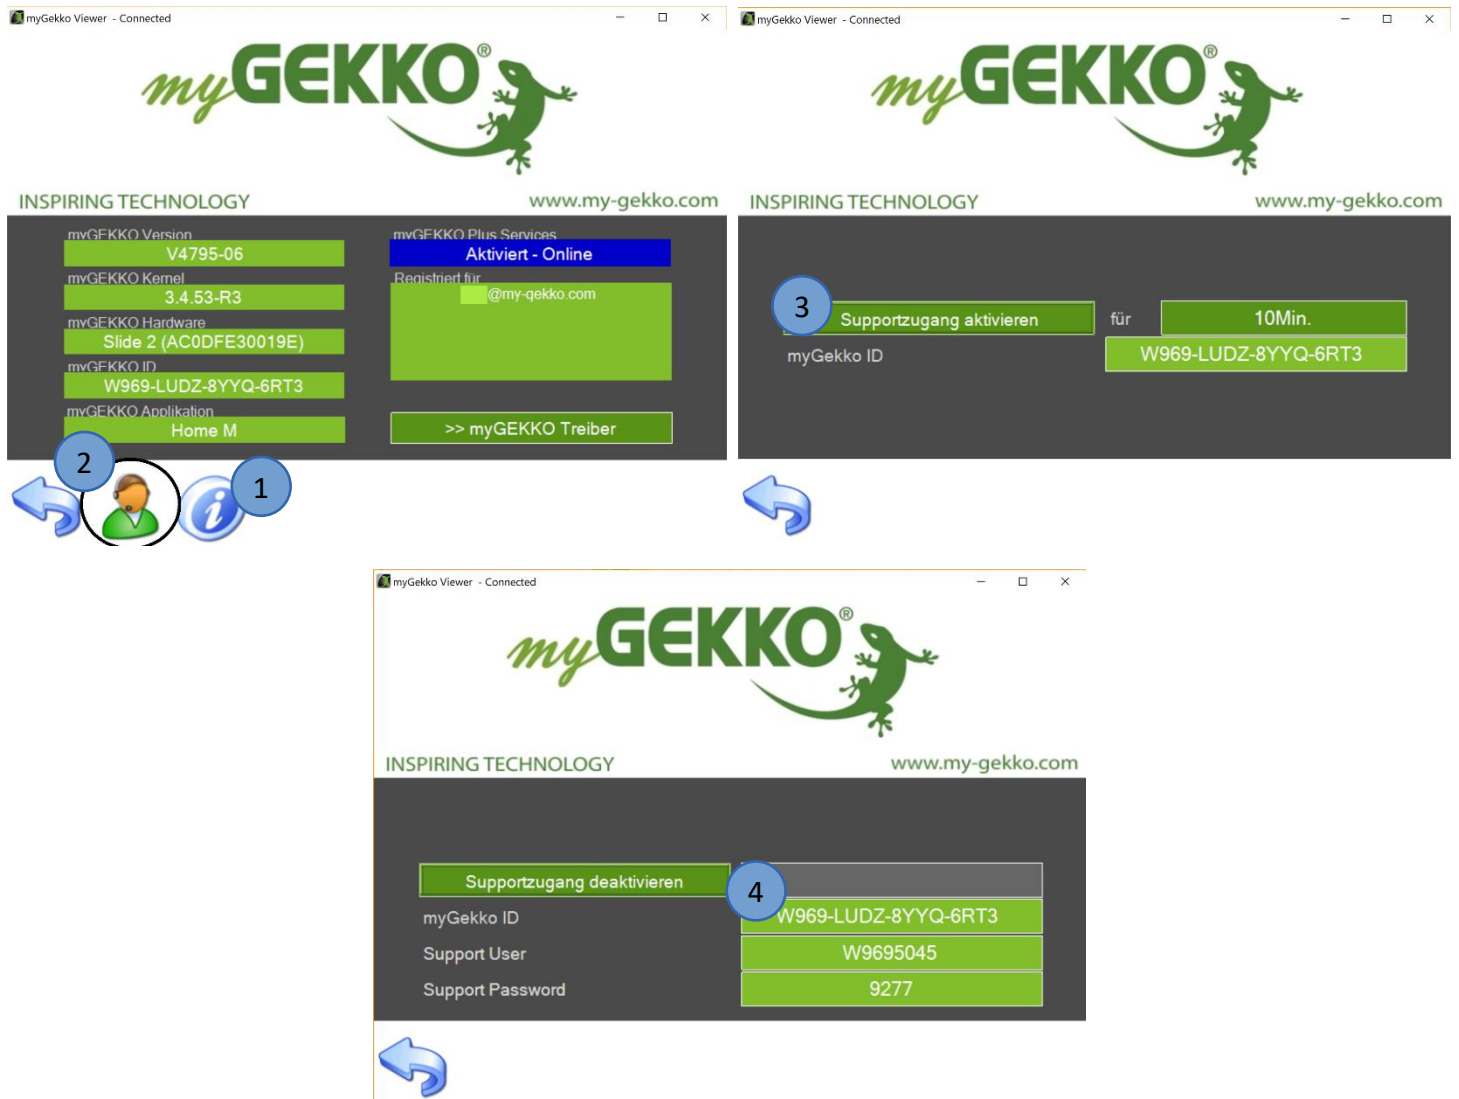 myGekko Viewer - Connected
myGEKKO®
INSPIRING TECHNOLOGY
www.my-gekko.com
myGEKKO Version
V4795-06
myGEKKO Kernel
3.4.53-R3
myGEKKO Hardware
Slide 2 (AC0DFE30019E)
myGEKKO ID
W969-LUDZ-8YYQ-6RT3
myGEKKO Applikation
Home M
myGEKKO Plus Services
Aktiviert - Online
Registriert für
@my-gekko.com
>> myGEKKO Treiber
2
1
myGekko Viewer - Connected
myGEKKO®
INSPIRING TECHNOLOGY
www.my-gekko.com
3
Supportzugang aktivieren
für
10Min.
myGekko ID
W969-LUDZ-8YYQ-6RT3
myGekko Viewer - Connected
myGEKKO®
INSPIRING TECHNOLOGY
www.my-gekko.com
Supportzugang deaktivieren
4
myGekko ID
W969-LUDZ-8YYQ-6RT3
Support User
W9695045
Support Password
9277